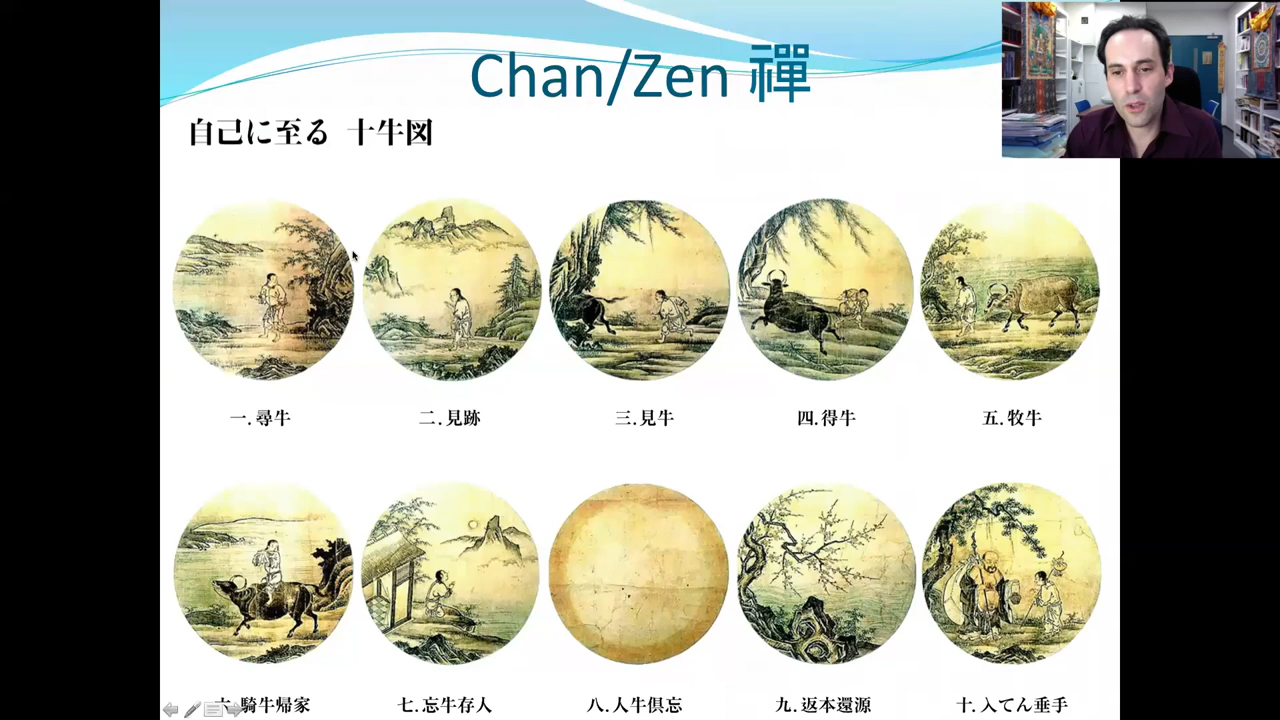 Chan/Zen 禪
自己に至る 十牛図
一.尋牛
二.見跡
三.見牛
四.得牛
五.牧牛
六.騎牛帰家
七.忘牛存人
八.人牛倶忘
九.返本還源
十.入てん垂手